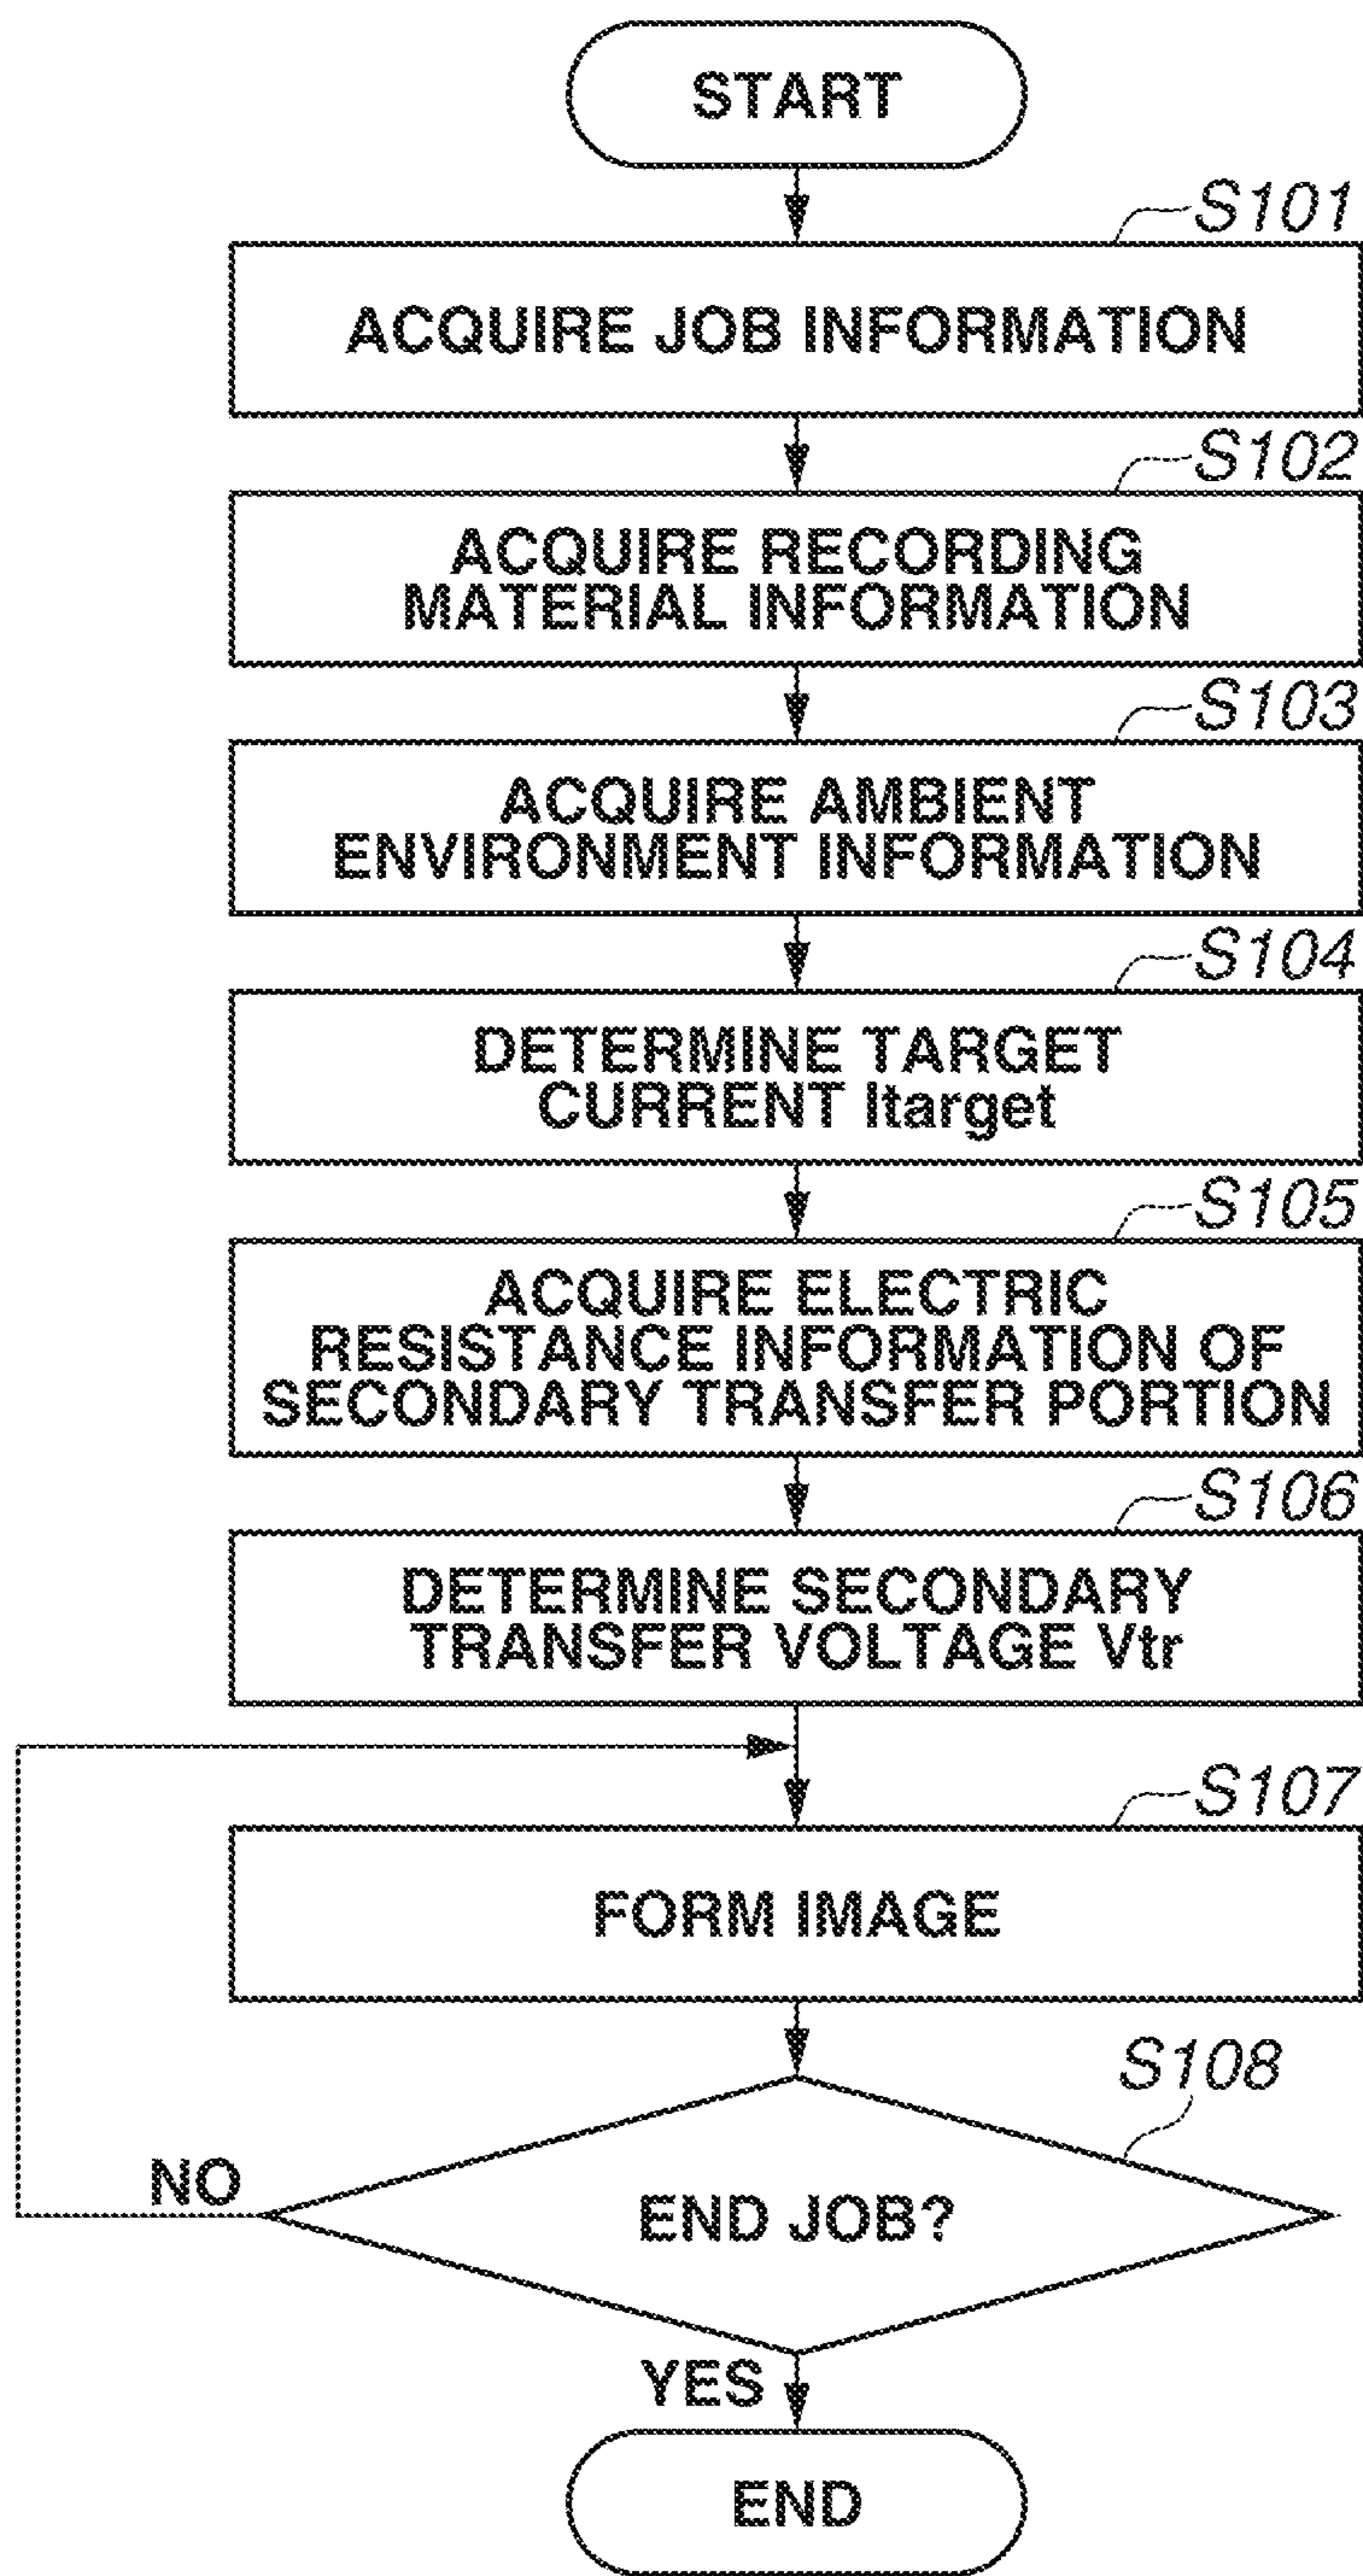 START
S101
ACQUIRE JOB INFORMATION
S102
ACQUIRE RECORDING
MATERIAL INFORMATION
S103
ACQUIRE AMBIENT
ENVIRONMENT INFORMATION
S104
DETERMINE TARGET
CURRENT Itarget
S105
ACQUIRE ELECTRIC
RESISTANCE INFORMATION OF
SECONDARY TRANSFER PORTION
S106
DETERMINE SECONDARY
TRANSFER VOLTAGE Vtr
S107
FORM IMAGE
S108
NO
END JOB?
YES
END